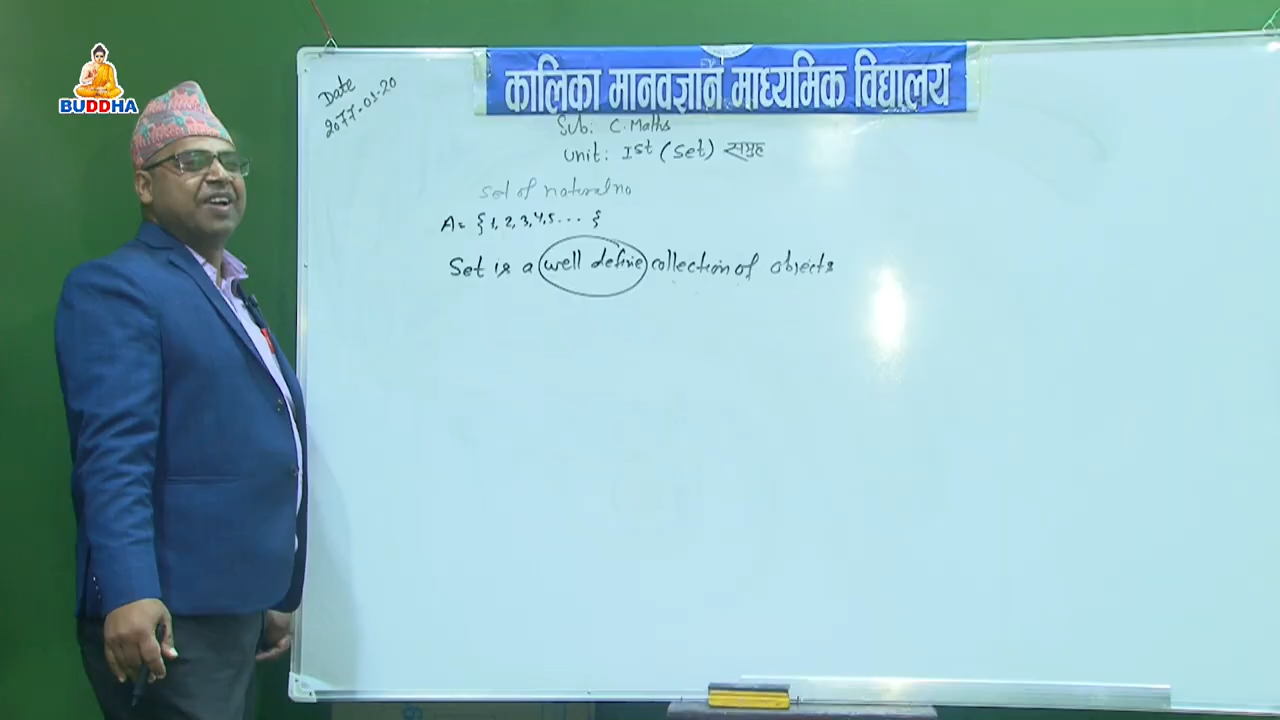 BUDDHA
कालिका मानवज्ञान माध्यमिक विद्यालय
Date
2077-03-20
Sub: C. Maths
Unit: Ist (Set) समुह
set of natural no
A = {1, 2, 3, 4, 5 ... }
Set is a well define collection of objects